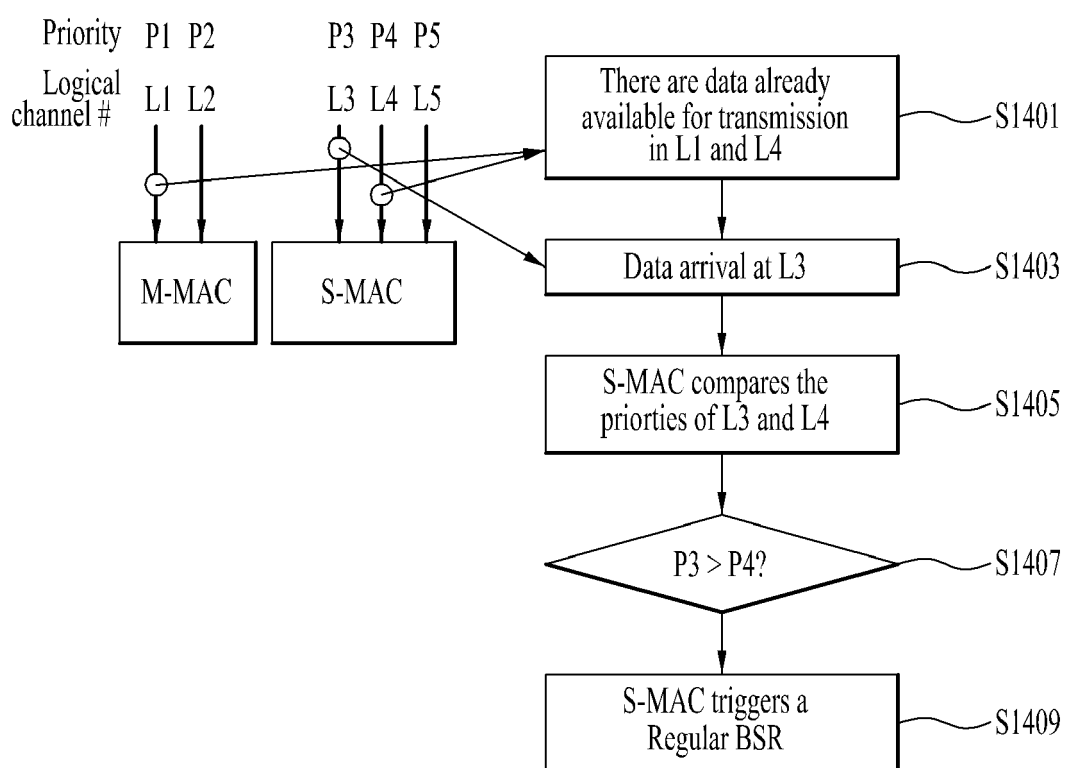 Priority P1 P2 P3 P4 P5
Logical
channel # L1 L2 L3 L4 L5
M-MAC
S-MAC
There are data already
available for transmission
in L1 and L4
S1401
Data arrival at L3
S1403
S-MAC compares the
priorties of L3 and L4
S1405
P3 > P4?
S1407
S-MAC triggers a
Regular BSR
S1409